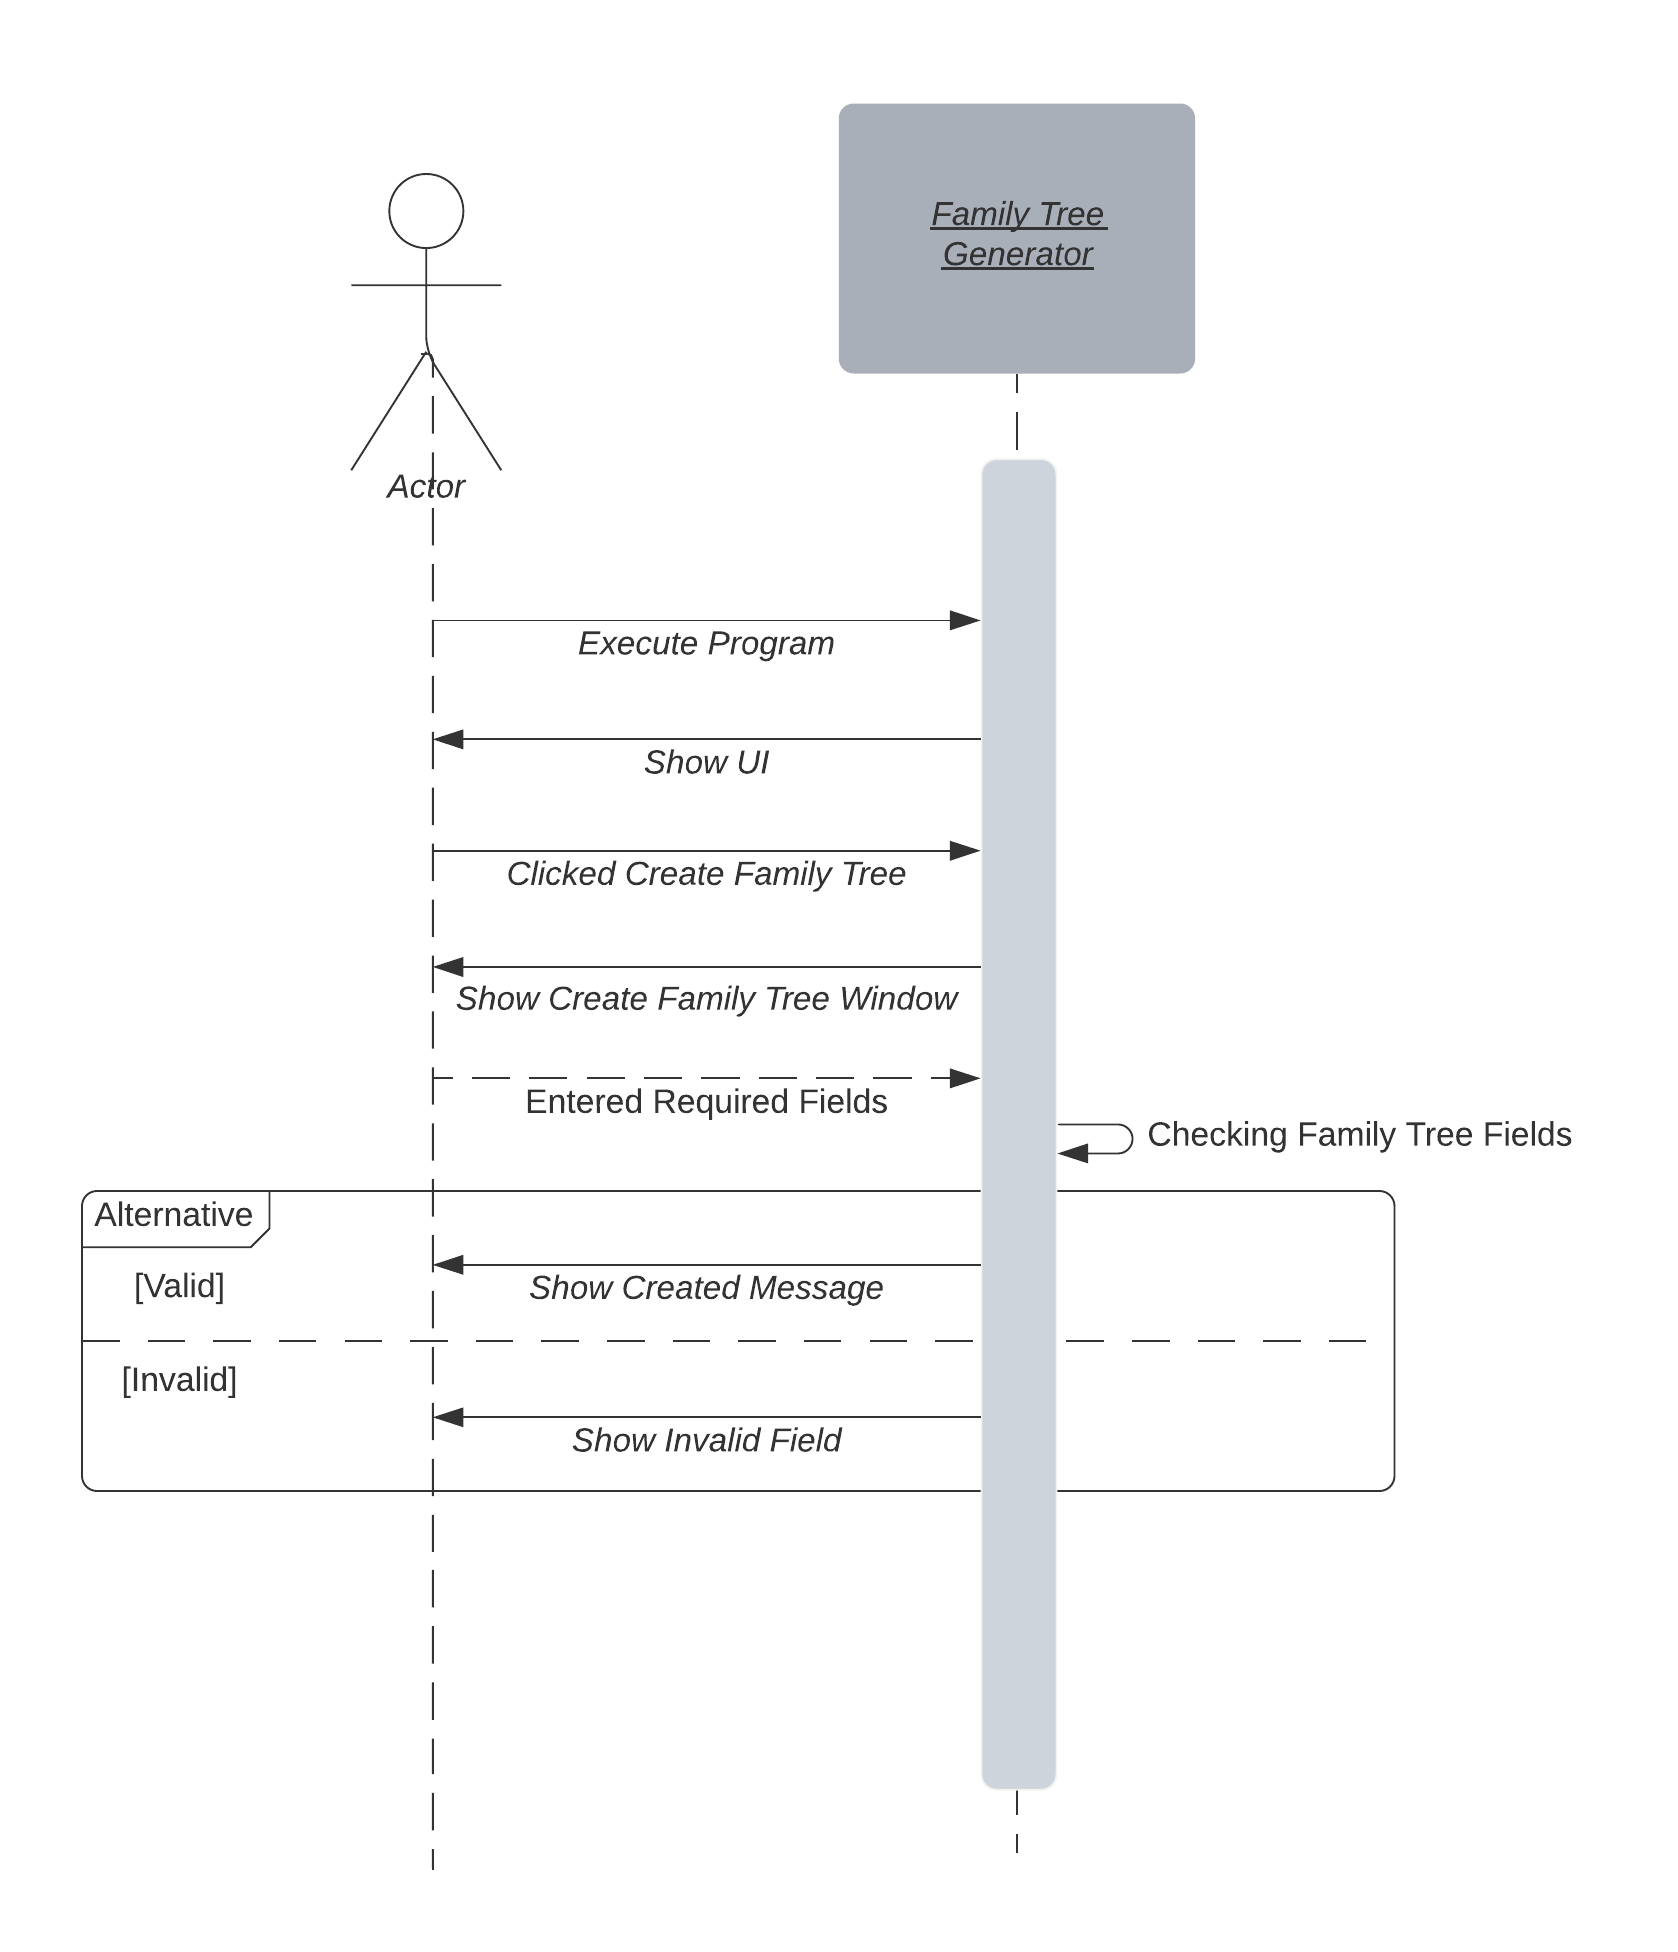 Family Tree
Generator
Actor
Execute Program
Show UI
Clicked Create Family Tree
Show Create Family Tree Window
Entered Required Fields
Checking Family Tree Fields
Alternative
[Valid]
Show Created Message
[Invalid]
Show Invalid Field